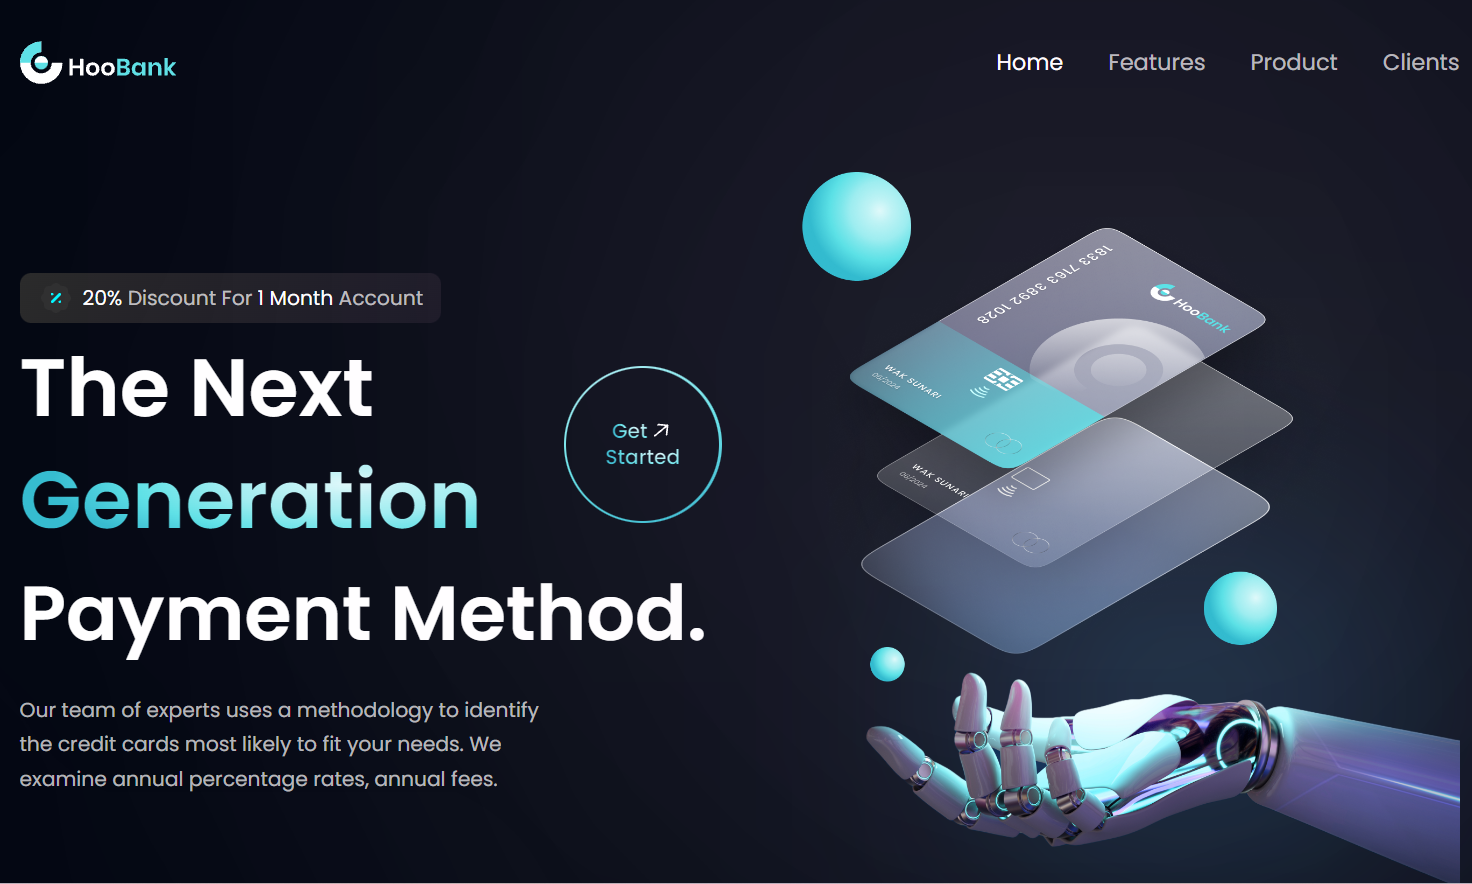 HooBank
Home Features Product Clients
20% Discount For 1 Month Account
The Next
Generation
Payment Method.
Get
Started
Our team of experts uses a methodology to identify
the credit cards most likely to fit your needs. We
examine annual percentage rates, annual fees.
1833 7163 3892 1028
HooBank
WAK SUNARI
09/2024
WAK SUNARI
09/2024